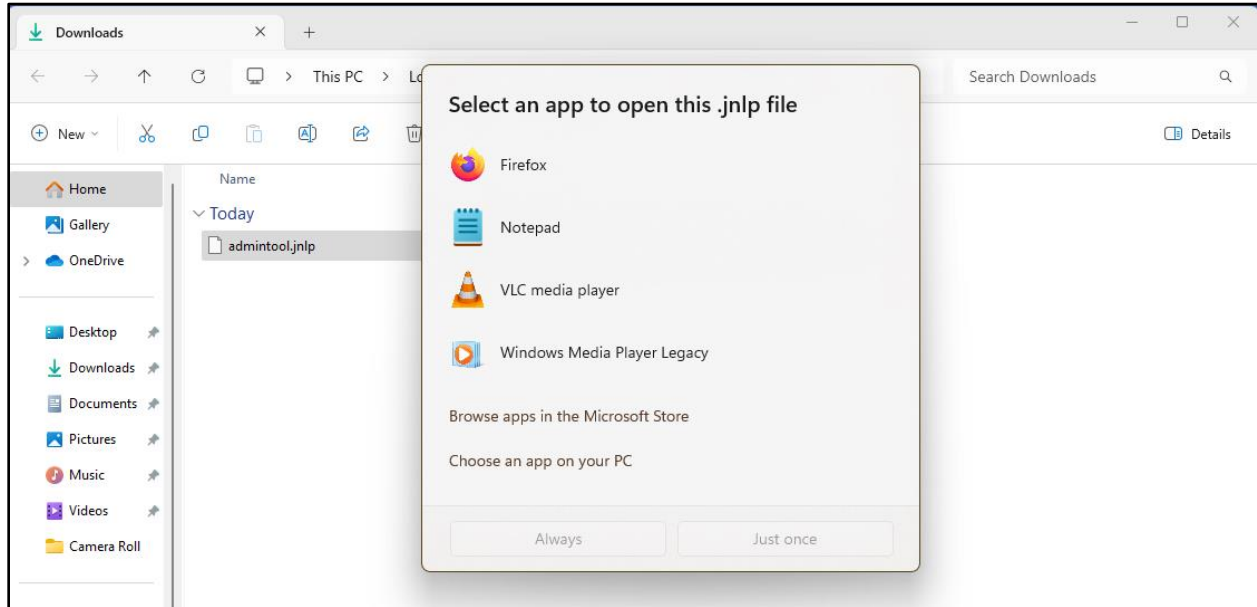 Downloads
This PC
Search Downloads
New
Details
Select an app to open this .jnlp file
Home
Gallery
OneDrive
Desktop
Downloads
Documents
Pictures
Music
Videos
Camera Roll
Name
Today
admintool.jnlp
Firefox
Notepad
VLC media player
Windows Media Player Legacy
Browse apps in the Microsoft Store
Choose an app on your PC
Always
Just once